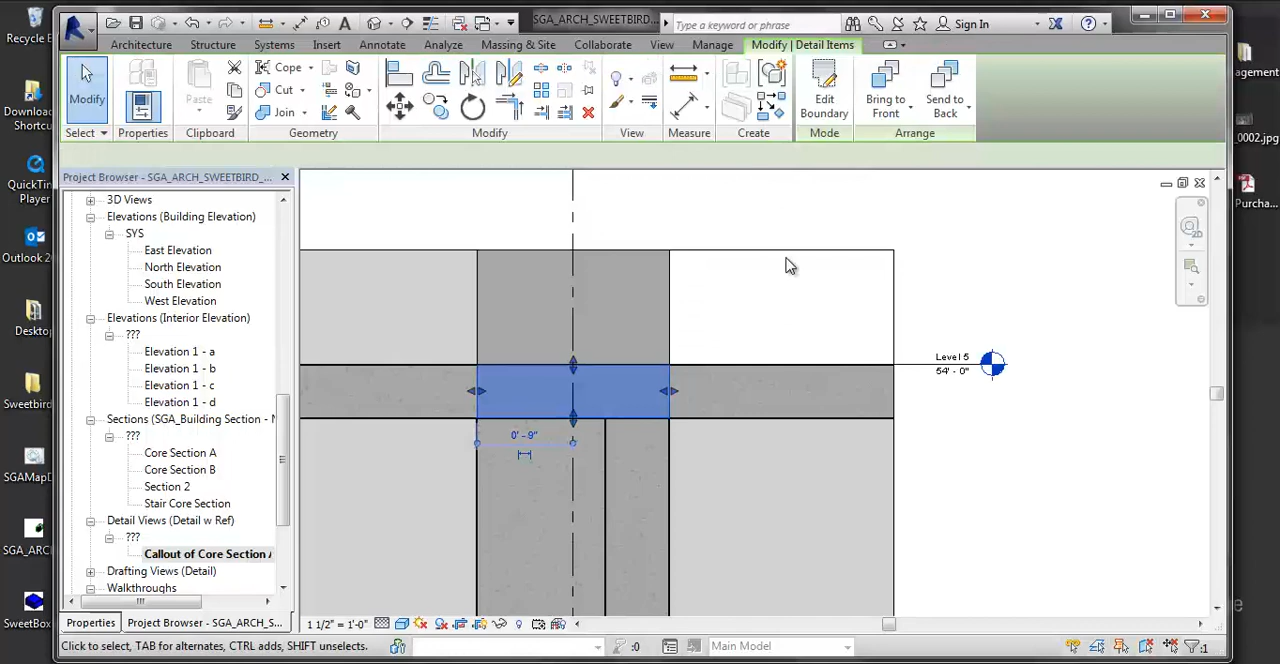 Recycle B
SGA_ARCH_SWEETBIRD...
Type a keyword or phrase
Sign In
Architecture
Structure
Systems
Insert
Annotate
Analyze
Massing & Site
Collaborate
View
Manage
Modify | Detail Items
Modify
Paste
Cope
Cut
Join
Edit
Boundary
Bring to
Front
Send to
Back
Select
Properties
Clipboard
Geometry
Modify
View
Measure
Create
Mode
Arrange
Download
Shortcut
agement
_0002.jpg
QuickTin
Player
Purcha...
Outlook 2
Desktop
Sweetbird
SGAMapD
SGA_ARCH
SweetBox
Project Browser - SGA_ARCH_SWEETBIRD_...
3D Views
Elevations (Building Elevation)
SYS
East Elevation
North Elevation
South Elevation
West Elevation
Elevations (Interior Elevation)
???
Elevation 1 - a
Elevation 1 - b
Elevation 1 - c
Elevation 1 - d
Sections (SGA_Building Section - N
???
Core Section A
Core Section B
Section 2
Stair Core Section
Detail Views (Detail w Ref)
???
Callout of Core Section A
Drafting Views (Detail)
Walkthroughs
Properties
Project Browser - SGA_ARCH_S...
2D
Level 5
54' - 0"
0' - 9"
1 1/2" = 1'-0"
Click to select, TAB for alternates, CTRL adds, SHIFT unselects.
:0
Main Model
:1